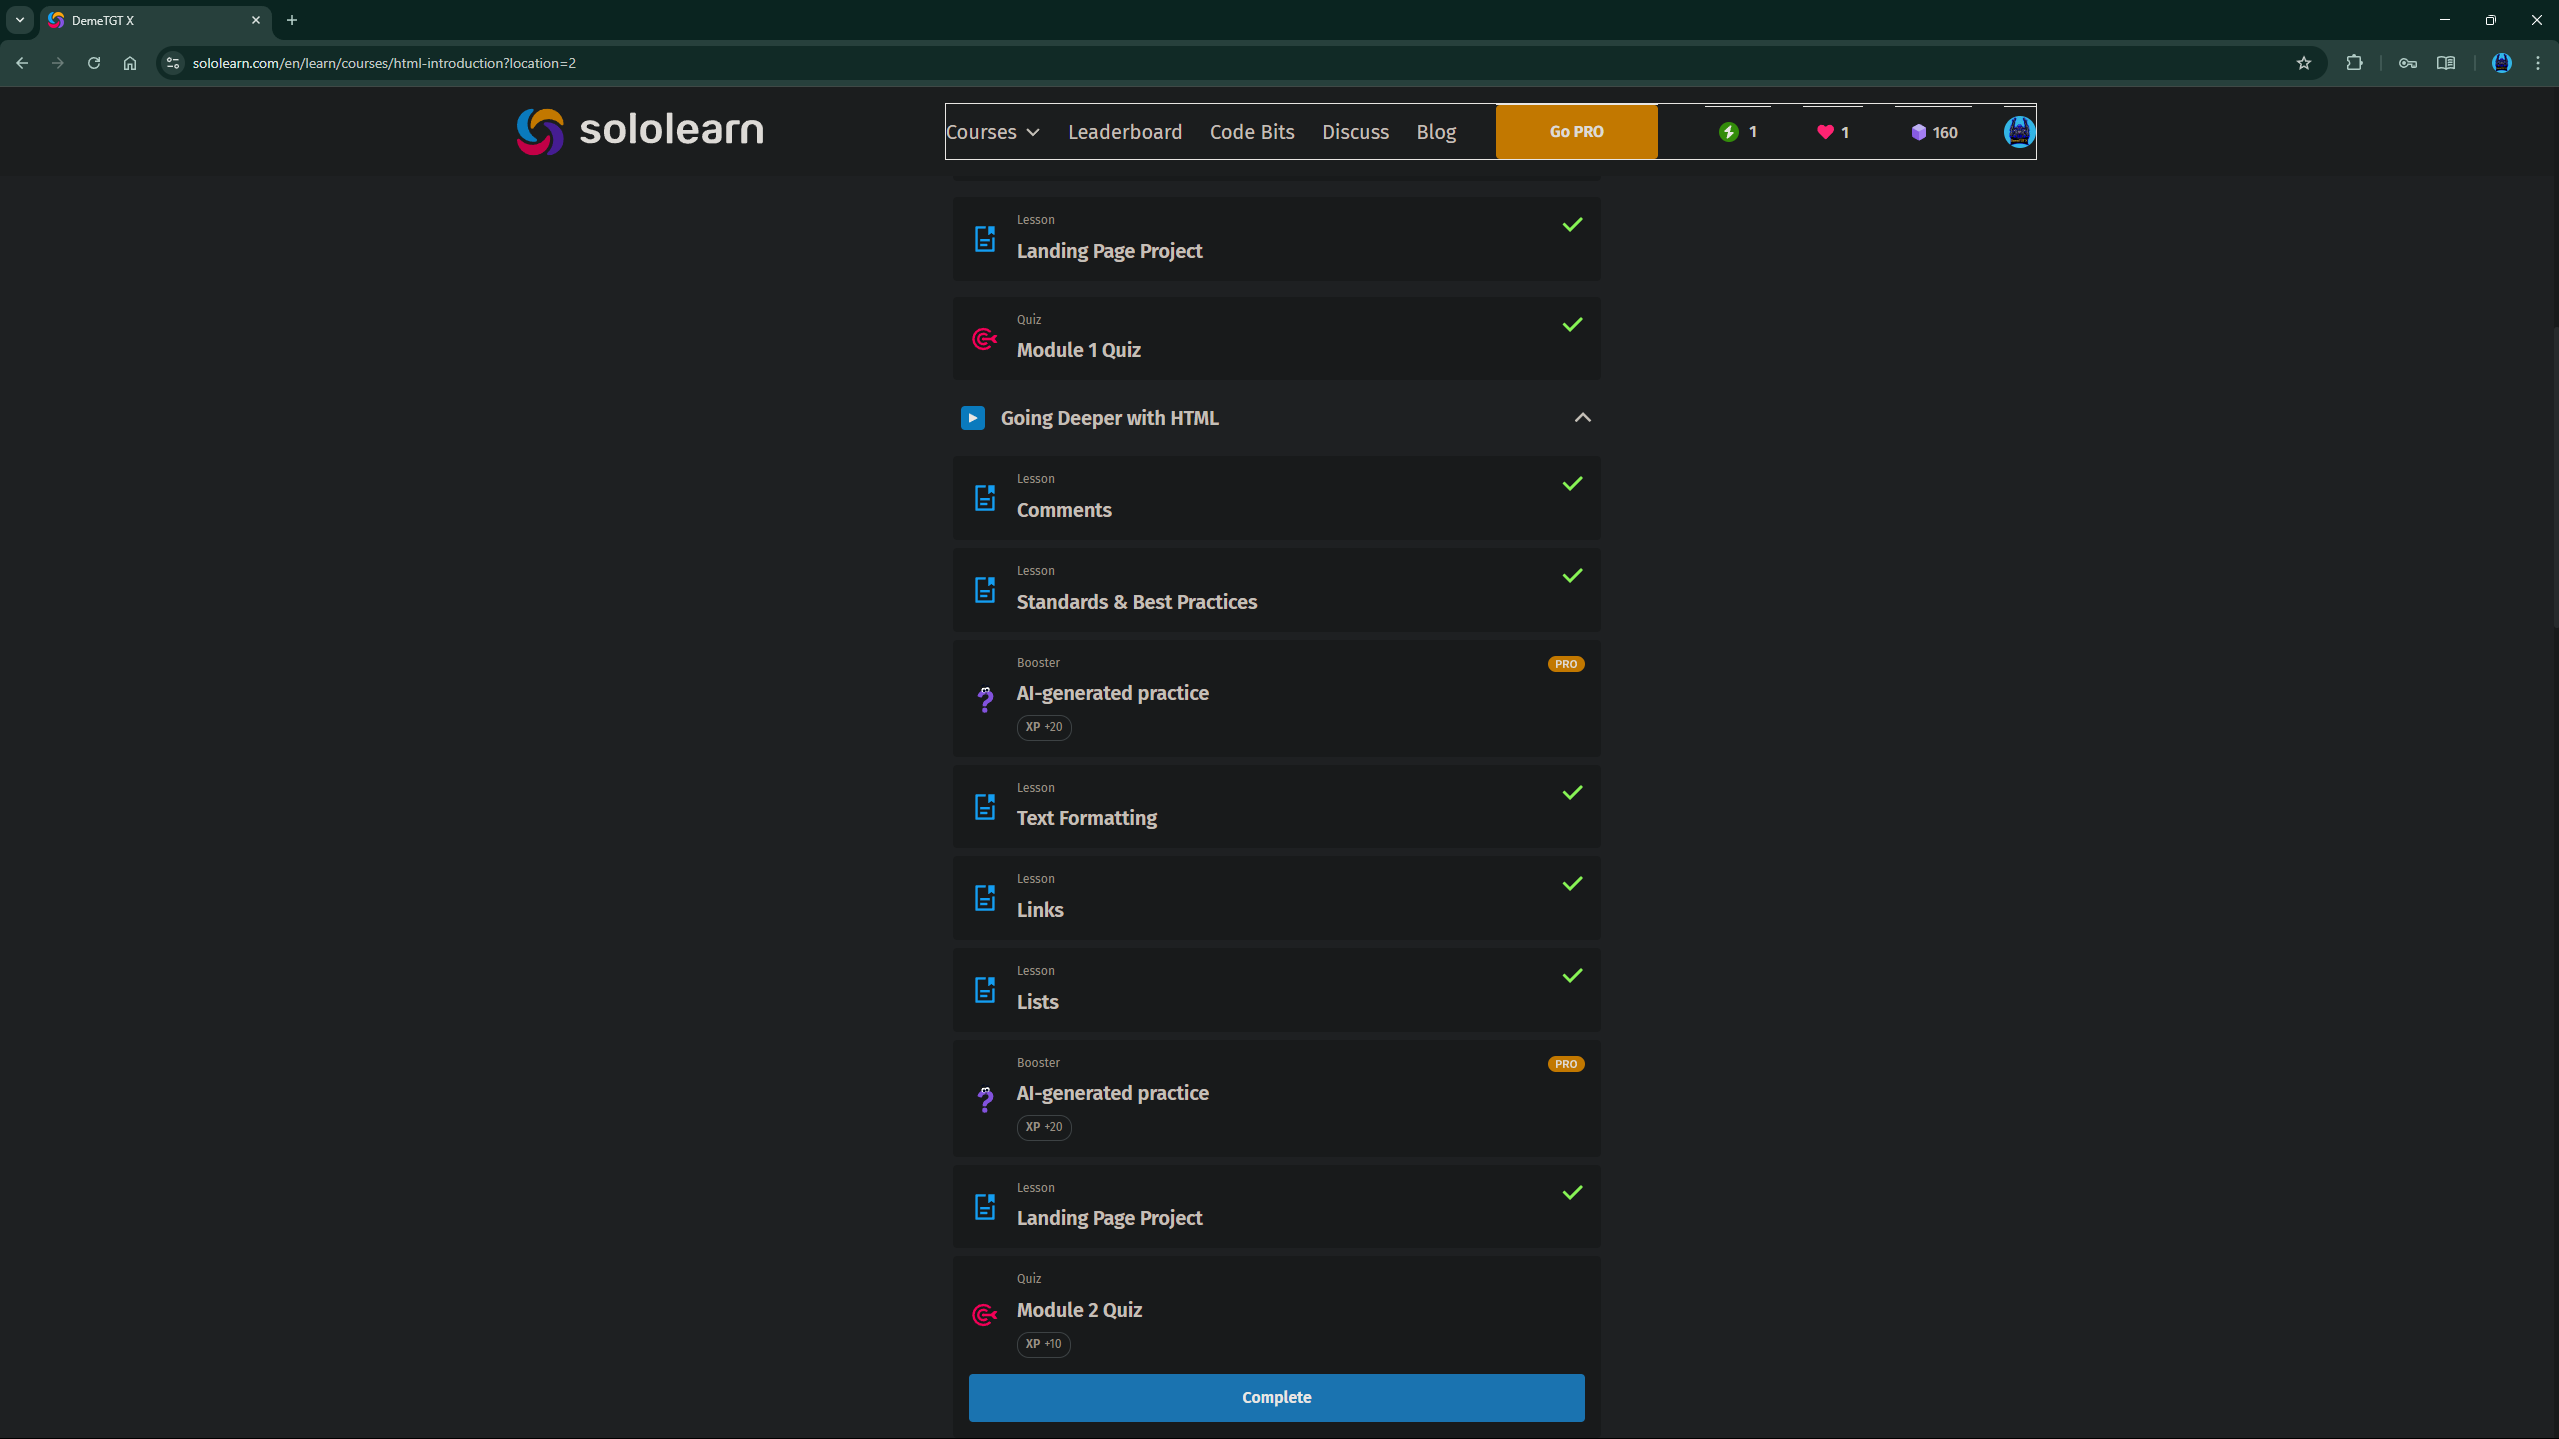 DemeTGT X
sololearn.com/en/learn/courses/html-introduction?location=2
sololearn
Courses Leaderboard Code Bits Discuss Blog Go PRO 1 1 160
Lesson
Landing Page Project
Quiz
Module 1 Quiz
Going Deeper with HTML
Lesson
Comments
Lesson
Standards & Best Practices
Booster PRO
AI-generated practice
XP +20
Lesson
Text Formatting
Lesson
Links
Lesson
Lists
Booster PRO
AI-generated practice
XP +20
Lesson
Landing Page Project
Quiz
Module 2 Quiz
XP +10
Complete